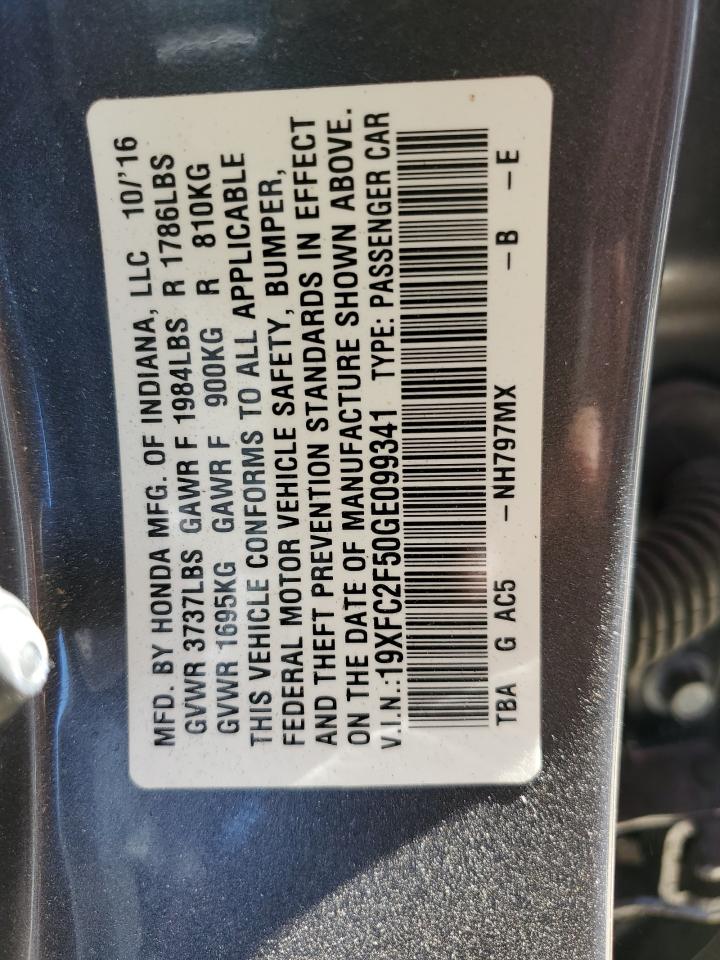 MFD. BY HONDA MFG. OF INDIANA, LLC 10/'16
GVWR 3737LBS GAWR F 1984LBS R 1786LBS
GVWR 1695KG GAWR F 900KG R 810KG
THIS VEHICLE CONFORMS TO ALL APPLICABLE
FEDERAL MOTOR VEHICLE SAFETY, BUMPER,
AND THEFT PREVENTION STANDARDS IN EFFECT
ON THE DATE OF MANUFACTURE SHOWN ABOVE.
V.I.N.:19XFC2F50GE099341 TYPE: PASSENGER CAR
TBA G AC5 -NH797MX -B -E